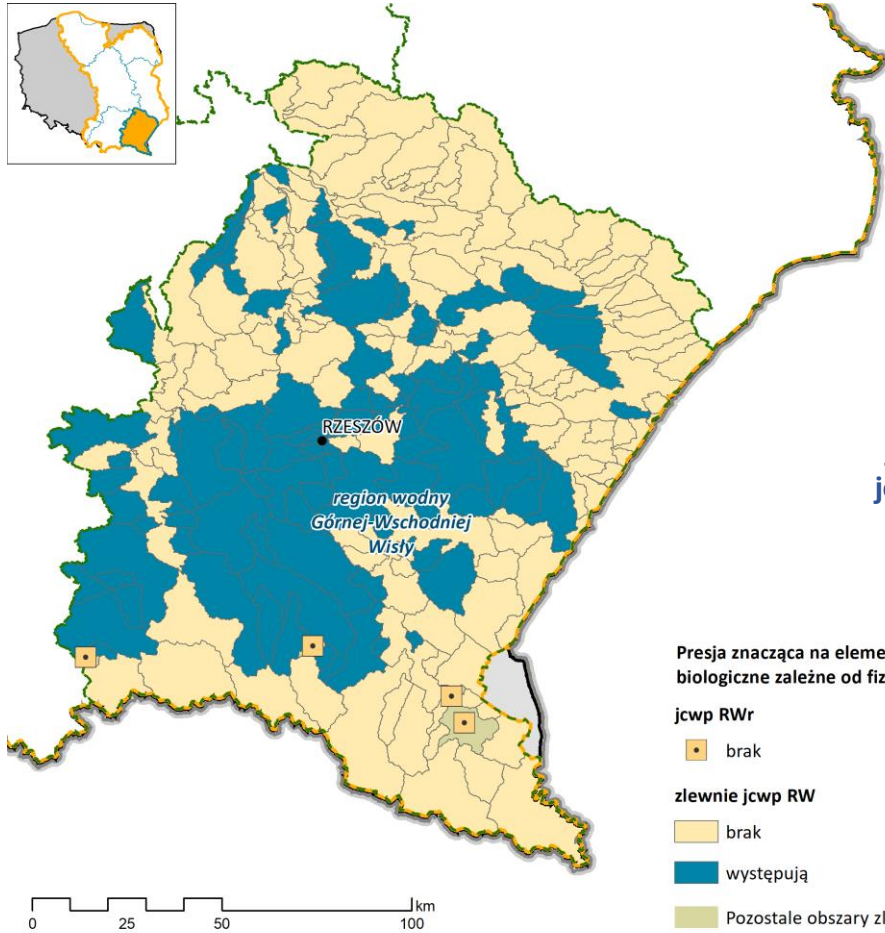 RZESZÓW
region wodny
Górnej-Wschodniej
Wisły
Presja znacząca na eleme
biologiczne zależne od fiz
jcwp RWr
brak
zlewnie jcwp RW
brak
występują
Pozostałe obszary zl
km
0 25 50 100